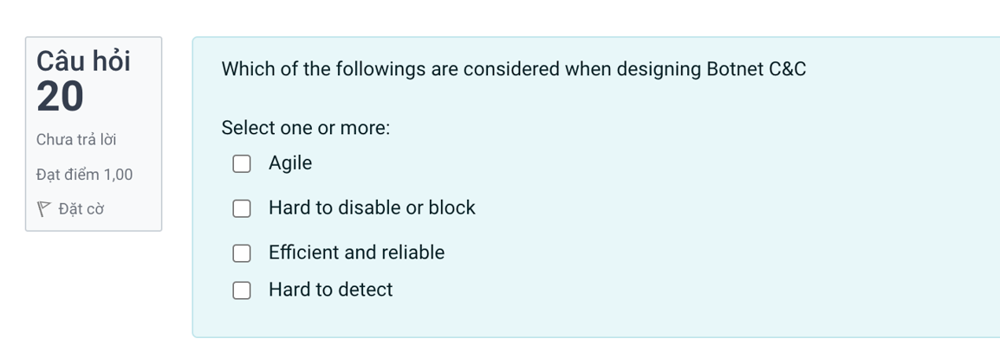 Câu hỏi
20
Chưa trả lời
Đạt điểm 1,00
Đặt cờ
Which of the followings are considered when designing Botnet C&C
Select one or more:
Agile
Hard to disable or block
Efficient and reliable
Hard to detect